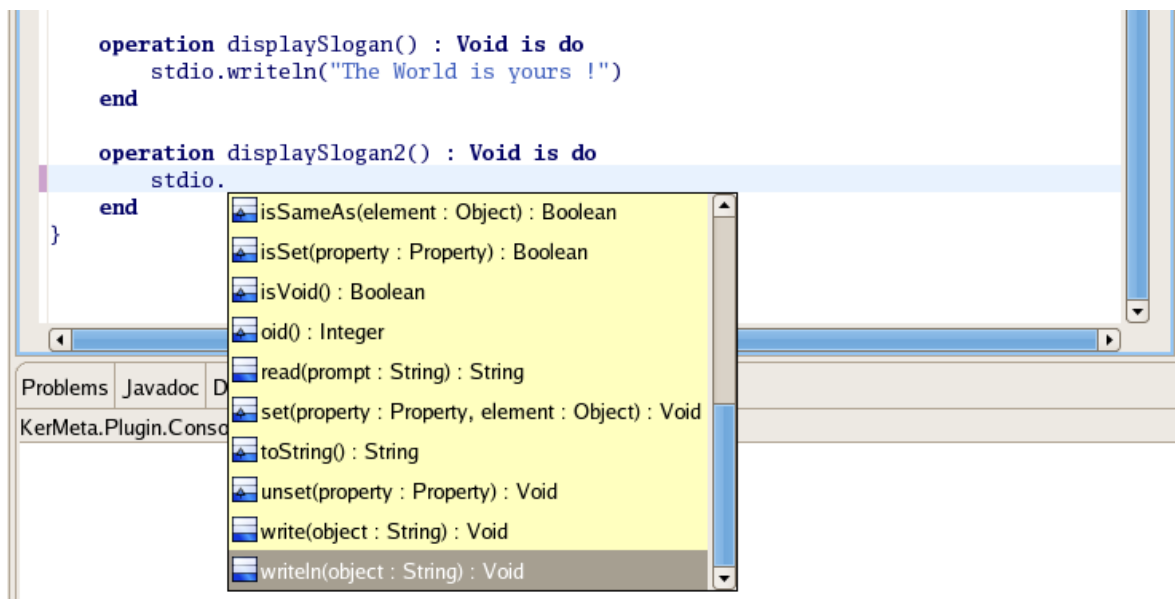 operation displaySlogan() : Void is do
stdio.writeln("The World is yours !")
end
operation displaySlogan2() : Void is do
stdio.
end
}
isSameAs(element : Object) : Boolean
isSet(property : Property) : Boolean
isVoid() : Boolean
oid() : Integer
read(prompt : String) : String
set(property : Property, element : Object) : Void
toString() : String
unset(property : Property) : Void
write(object : String) : Void
writeln(object : String) : Void
Problems Javadoc D
KerMeta.Plugin.Conso